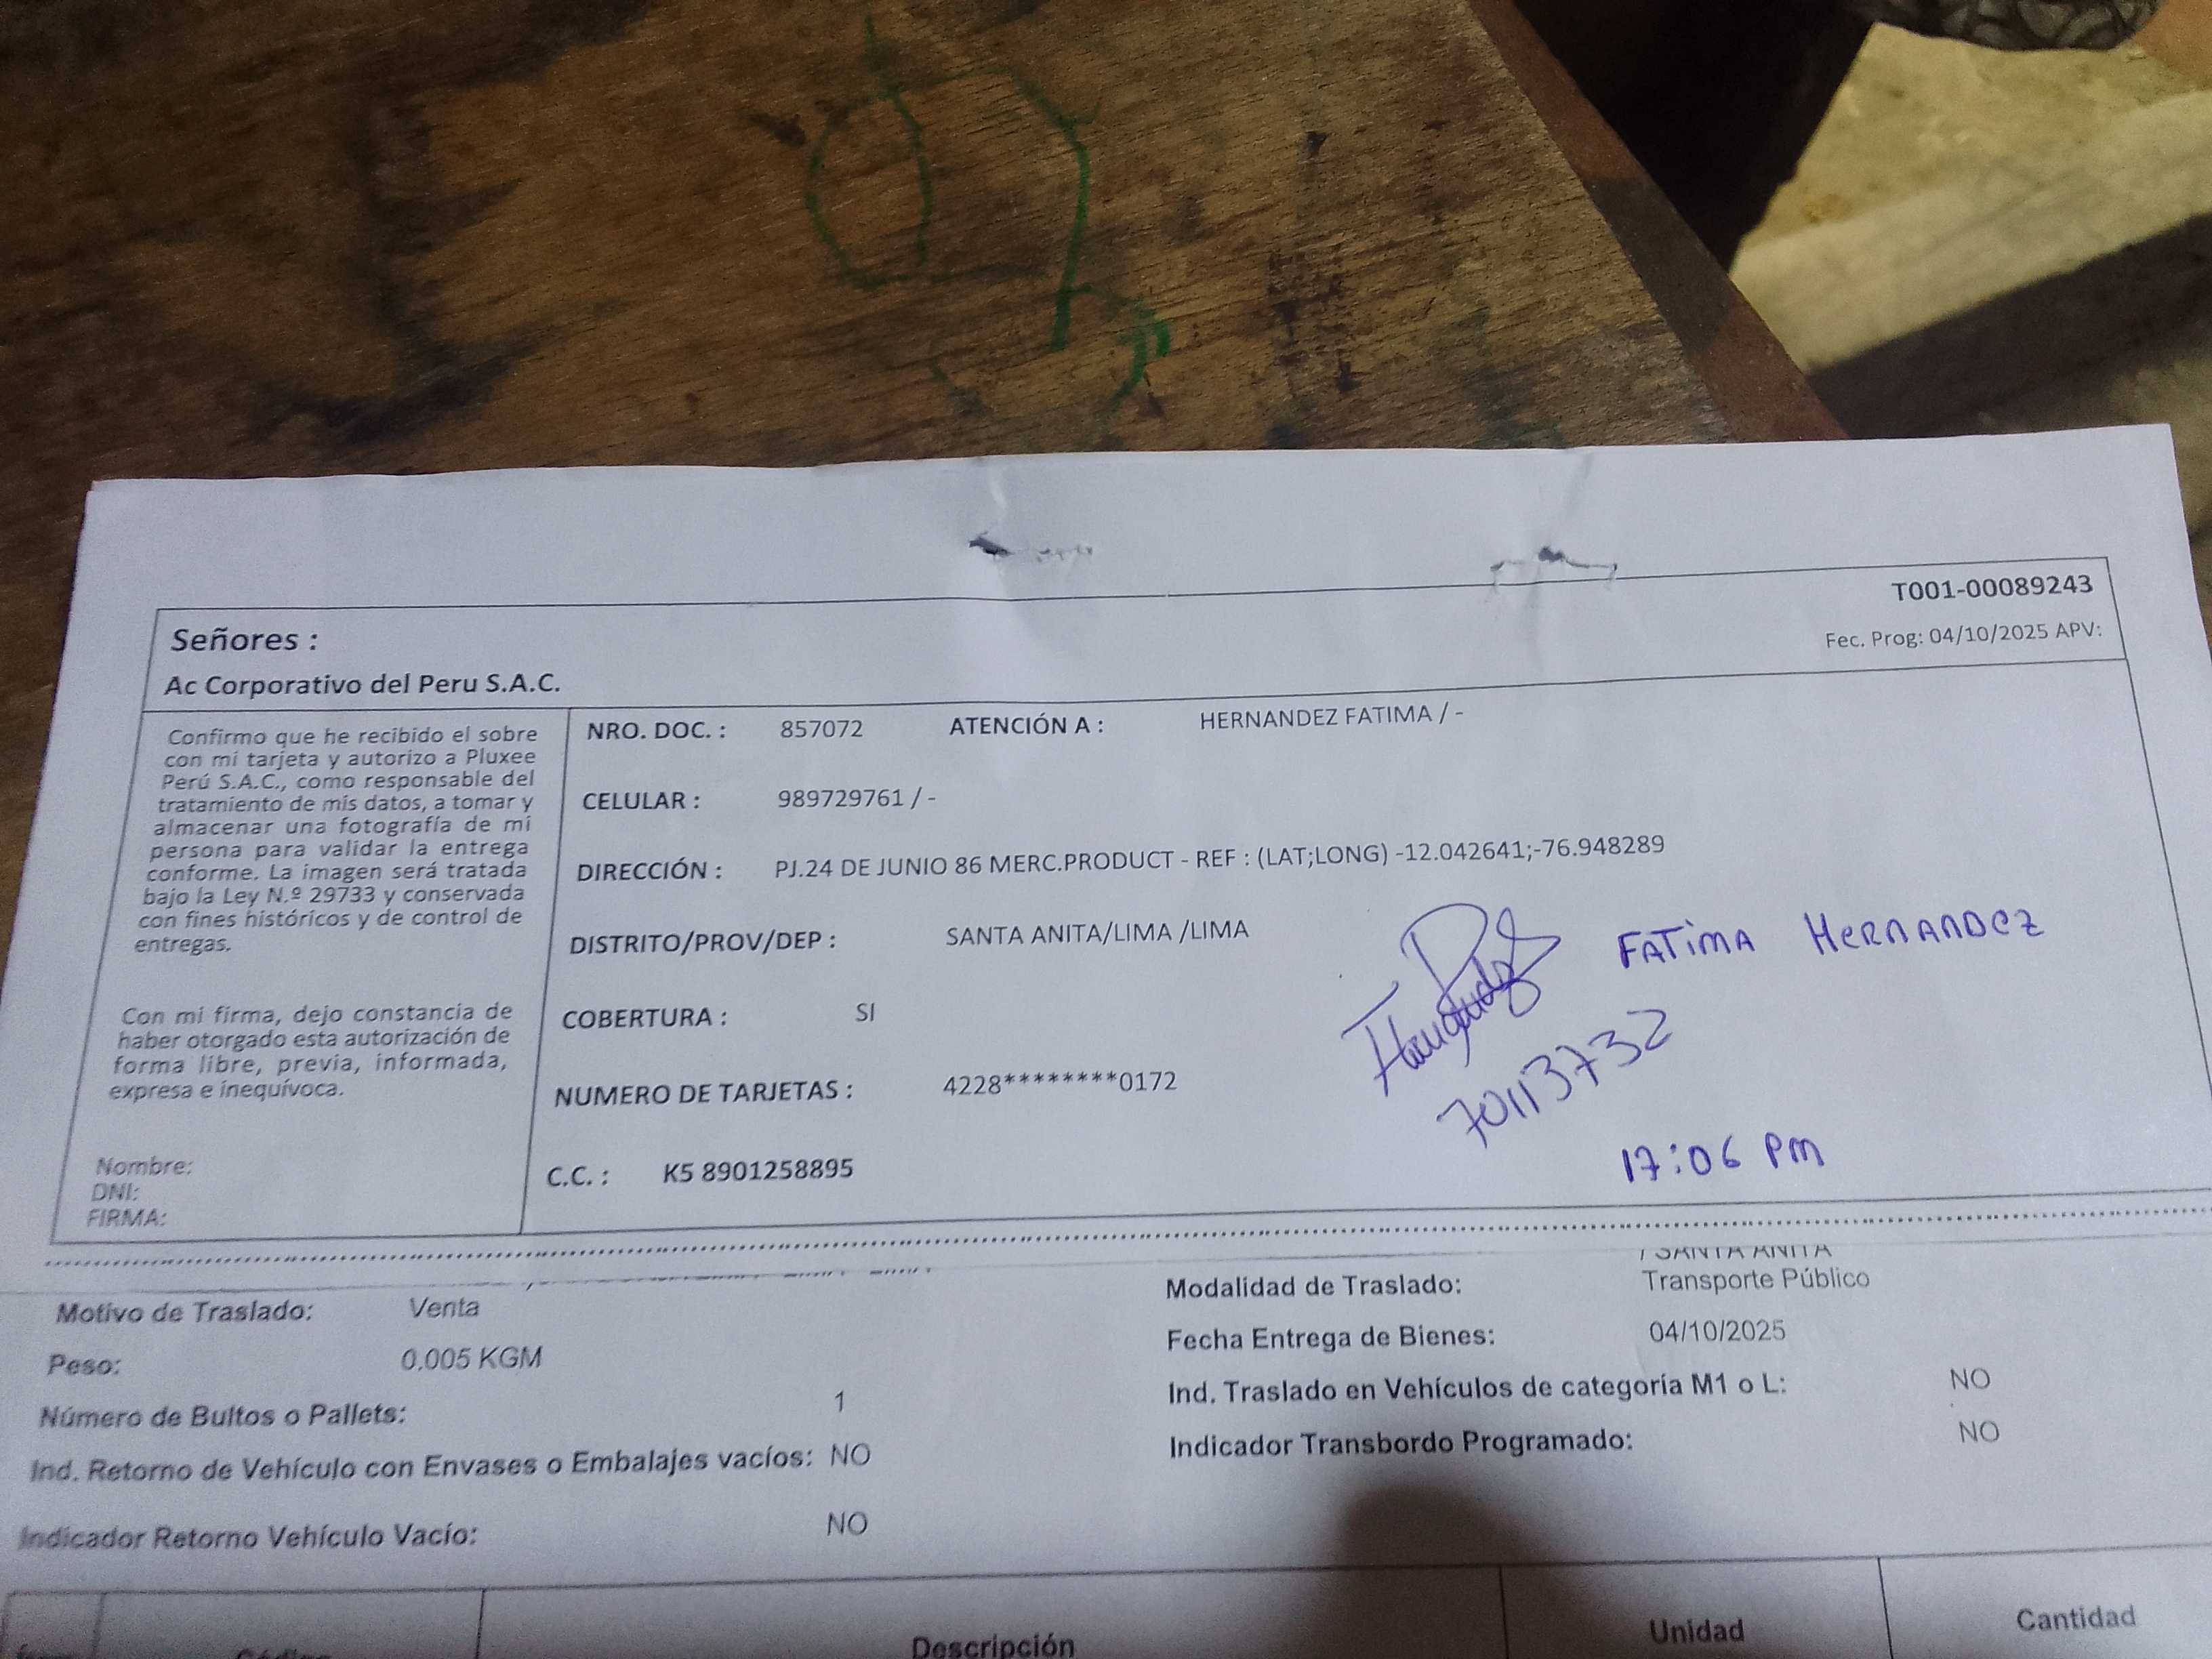 T001-00089243
Señores :
Fec. Prog: 04/10/2025 APV:
Ac Corporativo del Peru S.A.C.
Confirmo que he recibido el sobre
con mi tarjeta y autorizo a Pluxee
Perú S.A.C., como responsable del
tratamiento de mis datos, a tomar y
almacenar una fotografía de mi
persona para validar la entrega
conforme. La imagen será tratada
bajo la Ley N.º 29733 y conservada
con fines históricos y de control de
entregas.
Con mi firma, dejo constancia de
haber otorgado esta autorización de
forma libre, previa, informada,
expresa e inequívoca.
Nombre:
DNI:
FIRMA:
NRO. DOC. : 857072 ATENCIÓN A : HERNANDEZ FATIMA / -
CELULAR : 989729761 / -
DIRECCIÓN : PJ.24 DE JUNIO 86 MERC.PRODUCT - REF : (LAT;LONG) -12.042641;-76.948289
DISTRITO/PROV/DEP : SANTA ANITA/LIMA /LIMA
FATIMA HERNANDEZ
COBERTURA : SI
70113732
NUMERO DE TARJETAS : 4228********0172
17:06 PM
C.C. : K5 8901258895
/ SANTA ANITA
Motivo de Traslado: Venta
Modalidad de Traslado: Transporte Público
Peso: 0.005 KGM
Fecha Entrega de Bienes: 04/10/2025
Número de Bultos o Pallets: 1
Ind. Traslado en Vehículos de categoría M1 o L: NO
Ind. Retorno de Vehículo con Envases o Embalajes vacíos: NO
Indicador Transbordo Programado: NO
Indicador Retorno Vehículo Vacío: NO
Descripción Unidad Cantidad